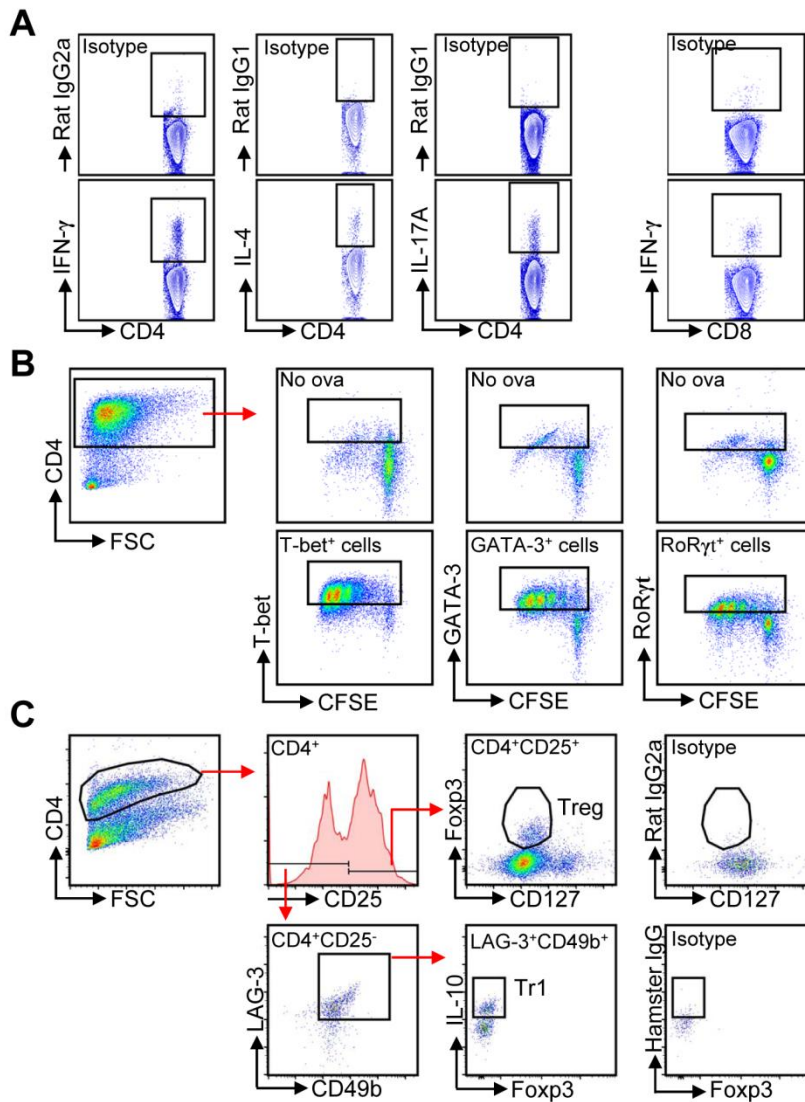 A
Rat IgG2a
Isotype
Rat IgG1
Isotype
Rat IgG1
Isotype
Isotype
IFN-γ
CD4
IL-4
CD4
IL-17A
CD4
IFN-γ
CD8
B
CD4
FSC
No ova
No ova
No ova
T-bet
T-bet⁺ cells
CFSE
GATA-3
GATA-3⁺ cells
CFSE
RoRγt
RoRγt⁺ cells
CFSE
C
CD4
FSC
CD4⁺
CD25
Foxp3
CD4⁺CD25⁺
Treg
CD127
Rat IgG2a
Isotype
CD127
LAG-3
CD4⁺CD25⁻
CD49b
IL-10
LAG-3⁺CD49b⁺
Tr1
Foxp3
Hamster IgG
Isotype
Foxp3